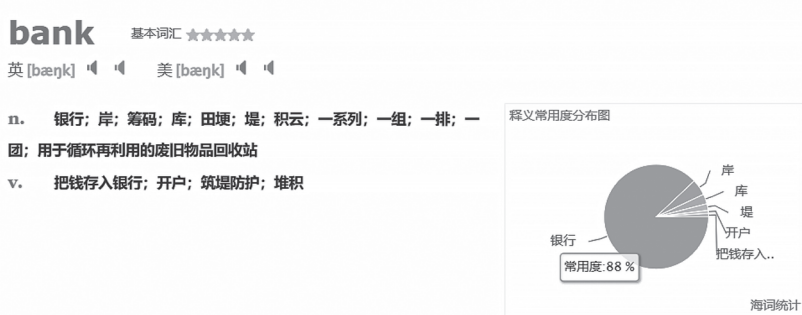 bank 基本词汇
英 [bæŋk] 美 [bæŋk]
n. 银行；岸；筹码；库；田埂；堤；积云；一系列；一组；一排；一
团；用于循环再利用的废旧物品回收站
v. 把钱存入银行；开户；筑堤防护；堆积
释义常用度分布图
岸
库
堤
开户
把钱存入..
银行
常用度:88 %
海词统计